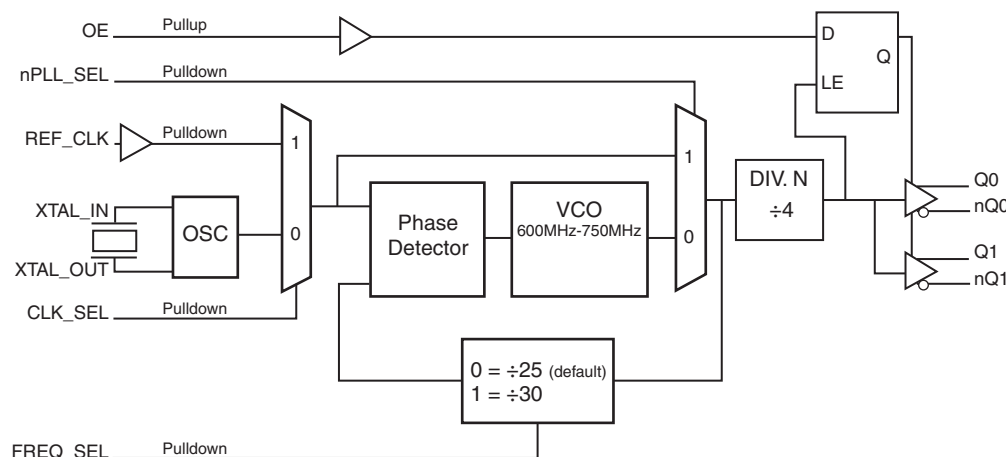 OE Pullup
D
Q
nPLL_SEL Pulldown
LE
REF_CLK Pulldown
1
1
XTAL_IN
OSC
0
Phase
Detector
VCO
600MHz-750MHz
0
DIV. N
÷4
Q0
nQ0
XTAL_OUT
Q1
nQ1
CLK_SEL Pulldown
0 = ÷25 (default)
1 = ÷30
FREQ_SEL Pulldown